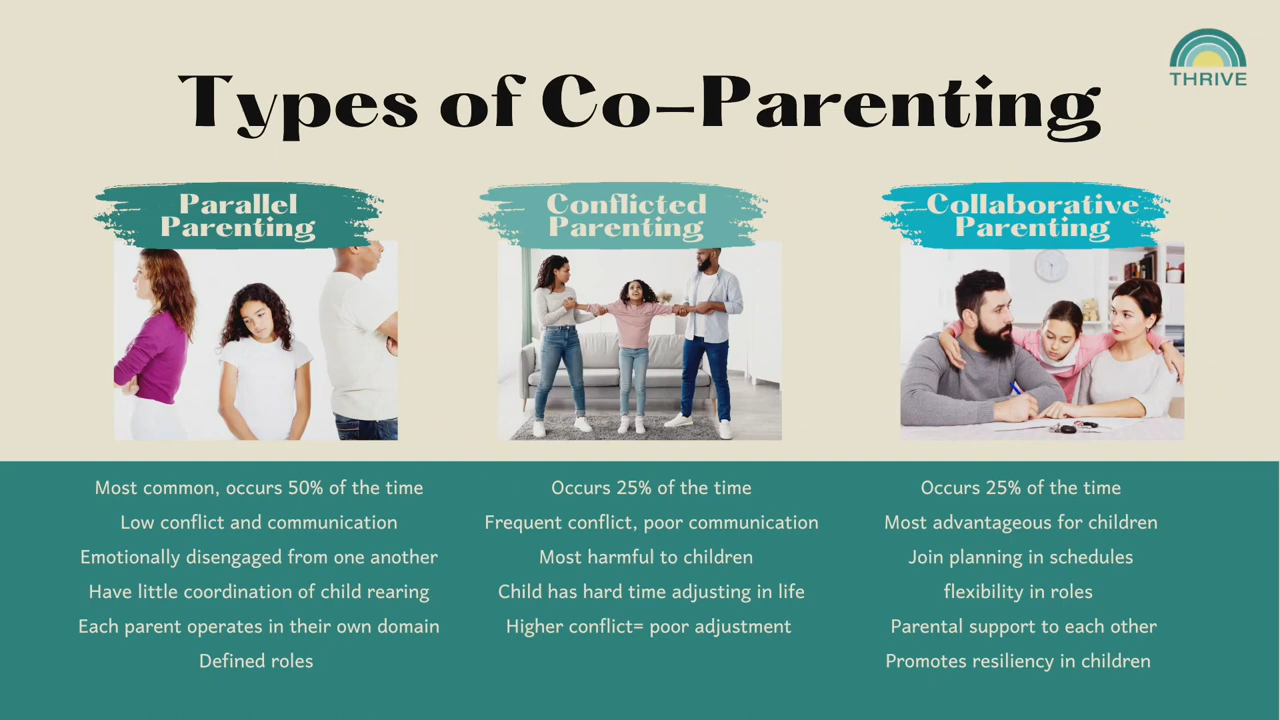 THRIVE
Types of Co-Parenting
Parallel
Parenting
Most common, occurs 50% of the time
Low conflict and communication
Emotionally disengaged from one another
Have little coordination of child rearing
Each parent operates in their own domain
Defined roles
Conflicted
Parenting
Occurs 25% of the time
Frequent conflict, poor communication
Most harmful to children
Child has hard time adjusting in life
Higher conflict= poor adjustment
Collaborative
Parenting
Occurs 25% of the time
Most advantageous for children
Join planning in schedules
flexibility in roles
Parental support to each other
Promotes resiliency in children